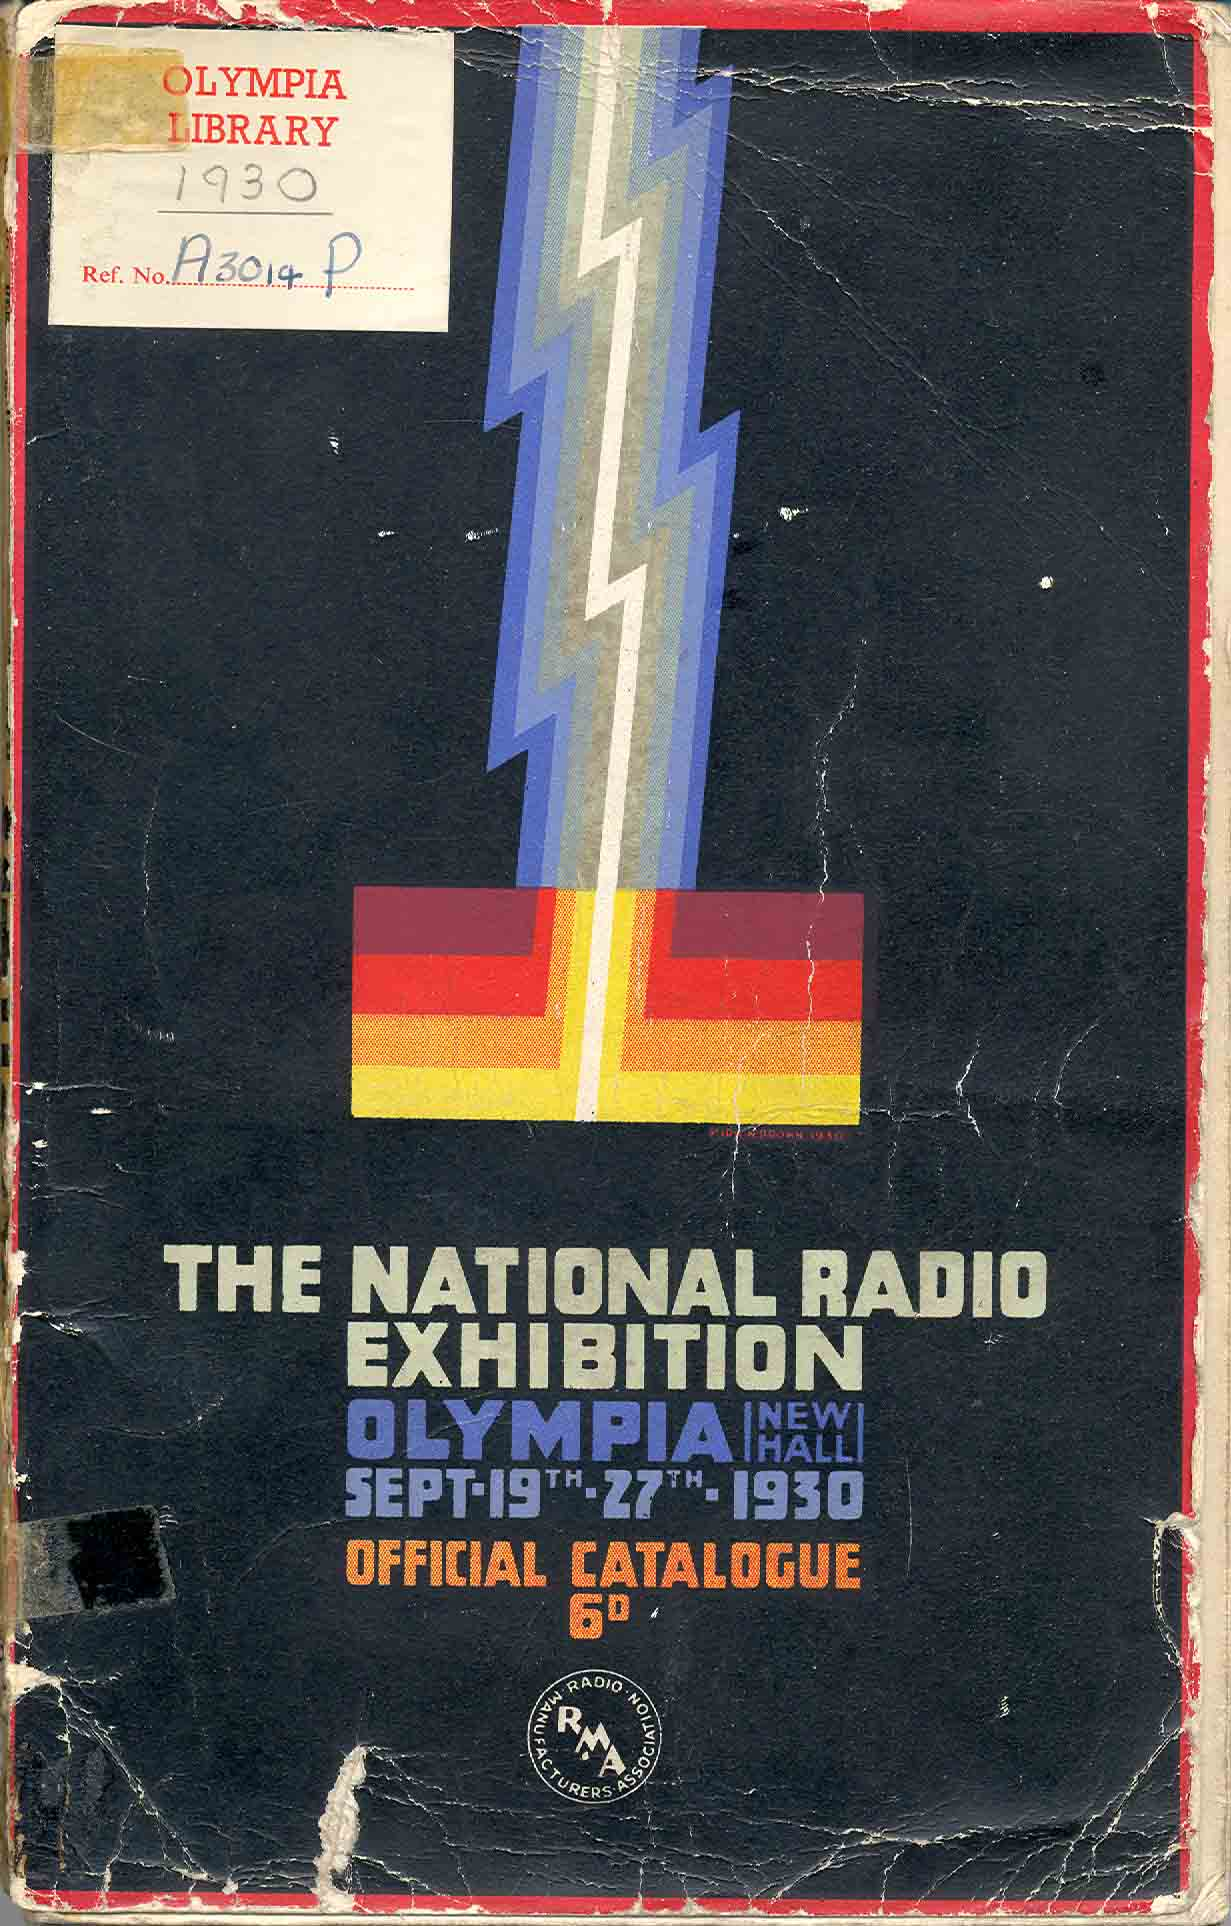 OLYMPIA
LIBRARY
1930
Ref. No. A3014 P
THE NATIONAL RADIO
EXHIBITION
OLYMPIA NEW
HALL
SEPT·19TH·27TH·1930
OFFICIAL CATALOGUE
6D
RADIO·MANUFACTURERS·ASSOCIATION
RMA